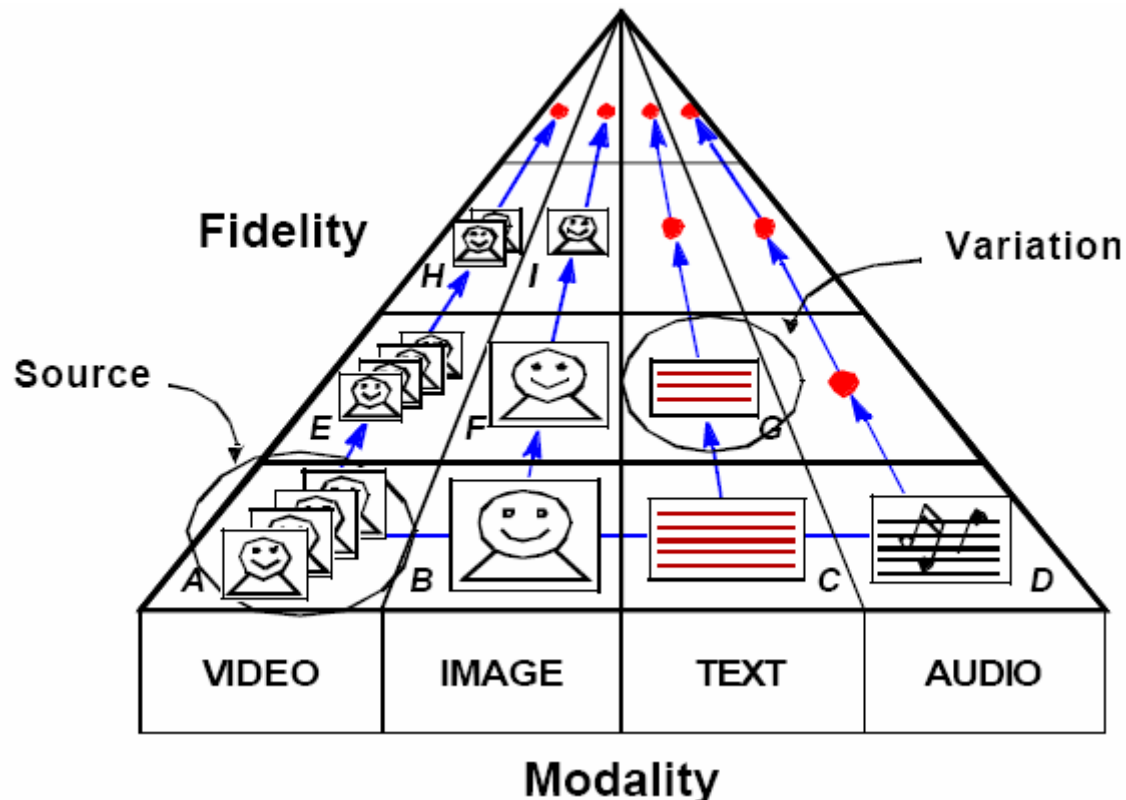 Fidelity
Variation
H
I
Source
E
F
G
A
B
C
D
VIDEO
IMAGE
TEXT
AUDIO
Modality